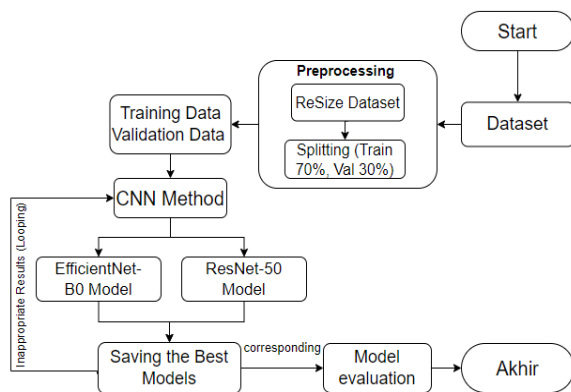 Start
Preprocessing
ReSize Dataset
Splitting (Train
70%, Val 30%)
Dataset
Training Data
Validation Data
CNN Method
EfficientNet-
B0 Model
ResNet-50
Model
Inappropriate Results (Looping)
Saving the Best
Models
corresponding
Model
evaluation
Akhir